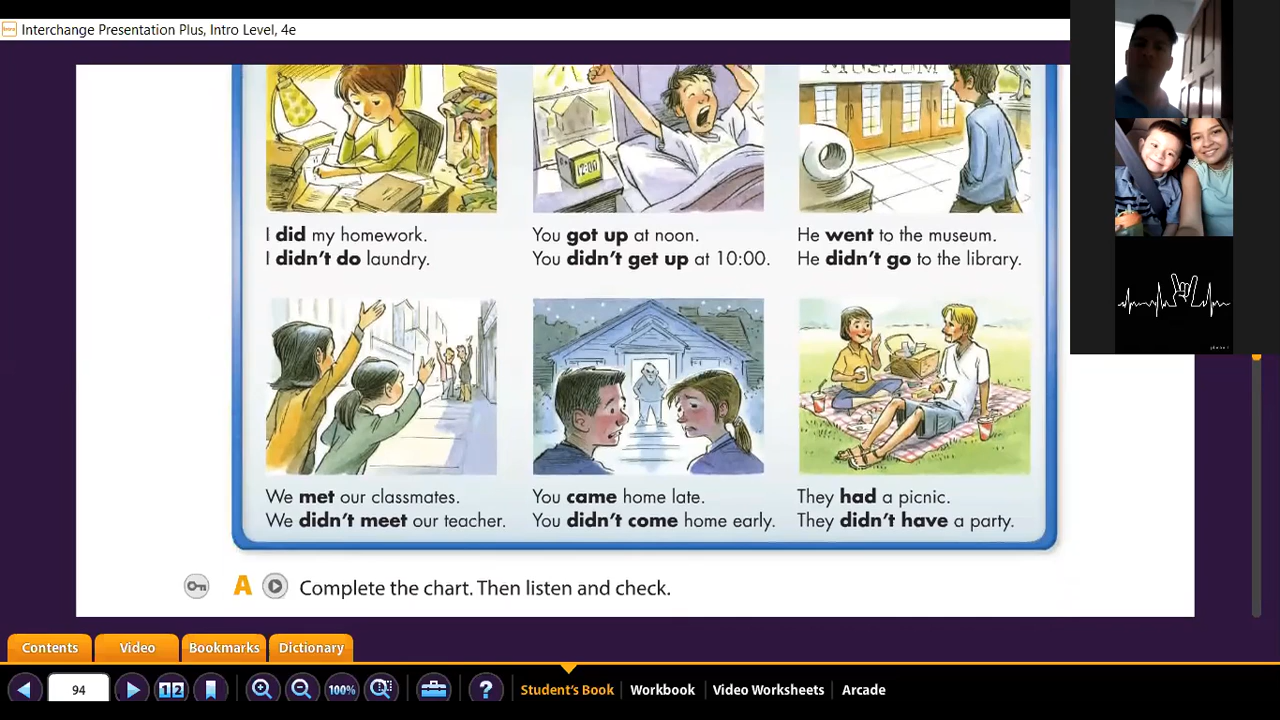 Interchange Presentation Plus, Intro Level, 4e
MUSEUM
I did my homework.
I didn't do laundry.
You got up at noon.
You didn't get up at 10:00.
He went to the museum.
He didn't go to the library.
We met our classmates.
We didn't meet our teacher.
You came home late.
You didn't come home early.
They had a picnic.
They didn't have a party.
A Complete the chart. Then listen and check.
Contents Video Bookmarks Dictionary
94 12 100% ? Student's Book Workbook Video Worksheets Arcade